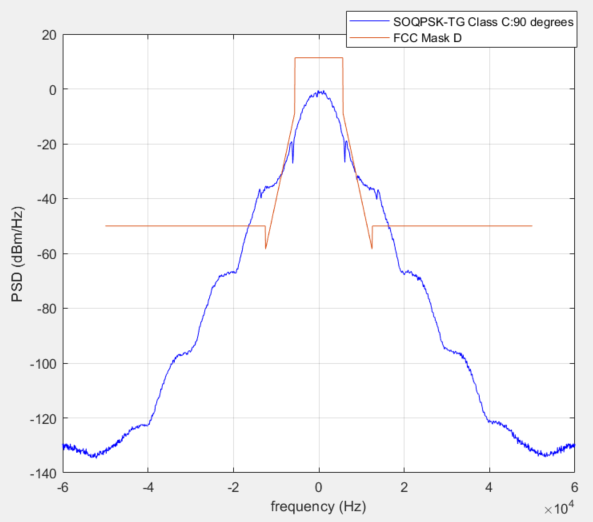 SOQPSK-TG Class C:90 degrees
FCC Mask D
20
0
-20
-40
-60
-80
-100
-120
-140
PSD (dBm/Hz)
-6 -4 -2 0 2 4 6
frequency (Hz)
×10⁴